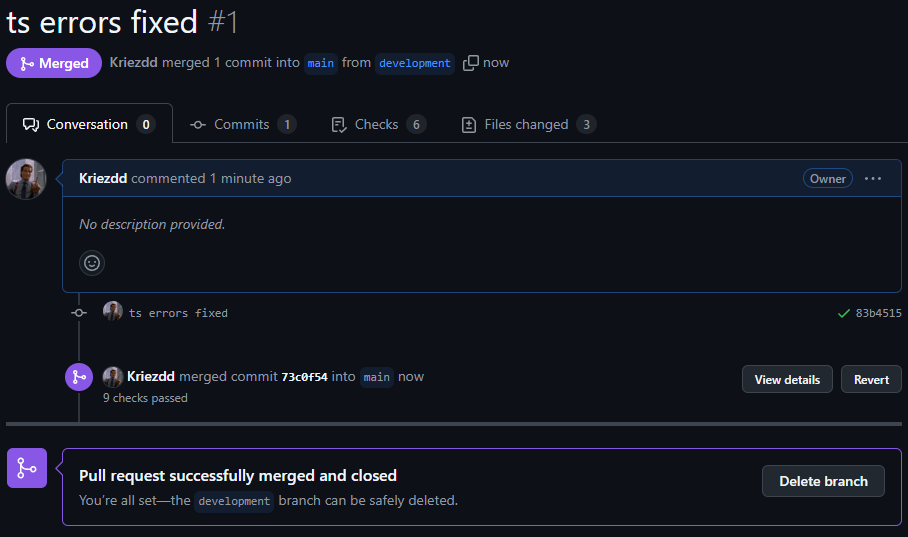 ts errors fixed #1
Merged Kriezdd merged 1 commit into main from development now
Conversation 0 Commits 1 Checks 6 Files changed 3
Kriezdd commented 1 minute ago Owner
No description provided.
ts errors fixed 83b4515
Kriezdd merged commit 73c0f54 into main now View details Revert
9 checks passed
Pull request successfully merged and closed
You're all set—the development branch can be safely deleted.
Delete branch